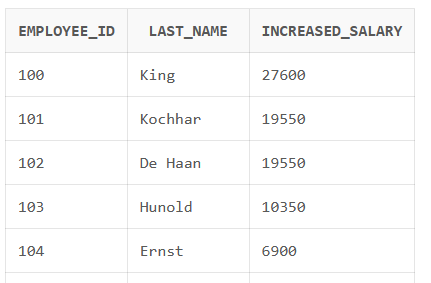 EMPLOYEE_ID LAST_NAME INCREASED_SALARY
100 King 27600
101 Kochhar 19550
102 De Haan 19550
103 Hunold 10350
104 Ernst 6900